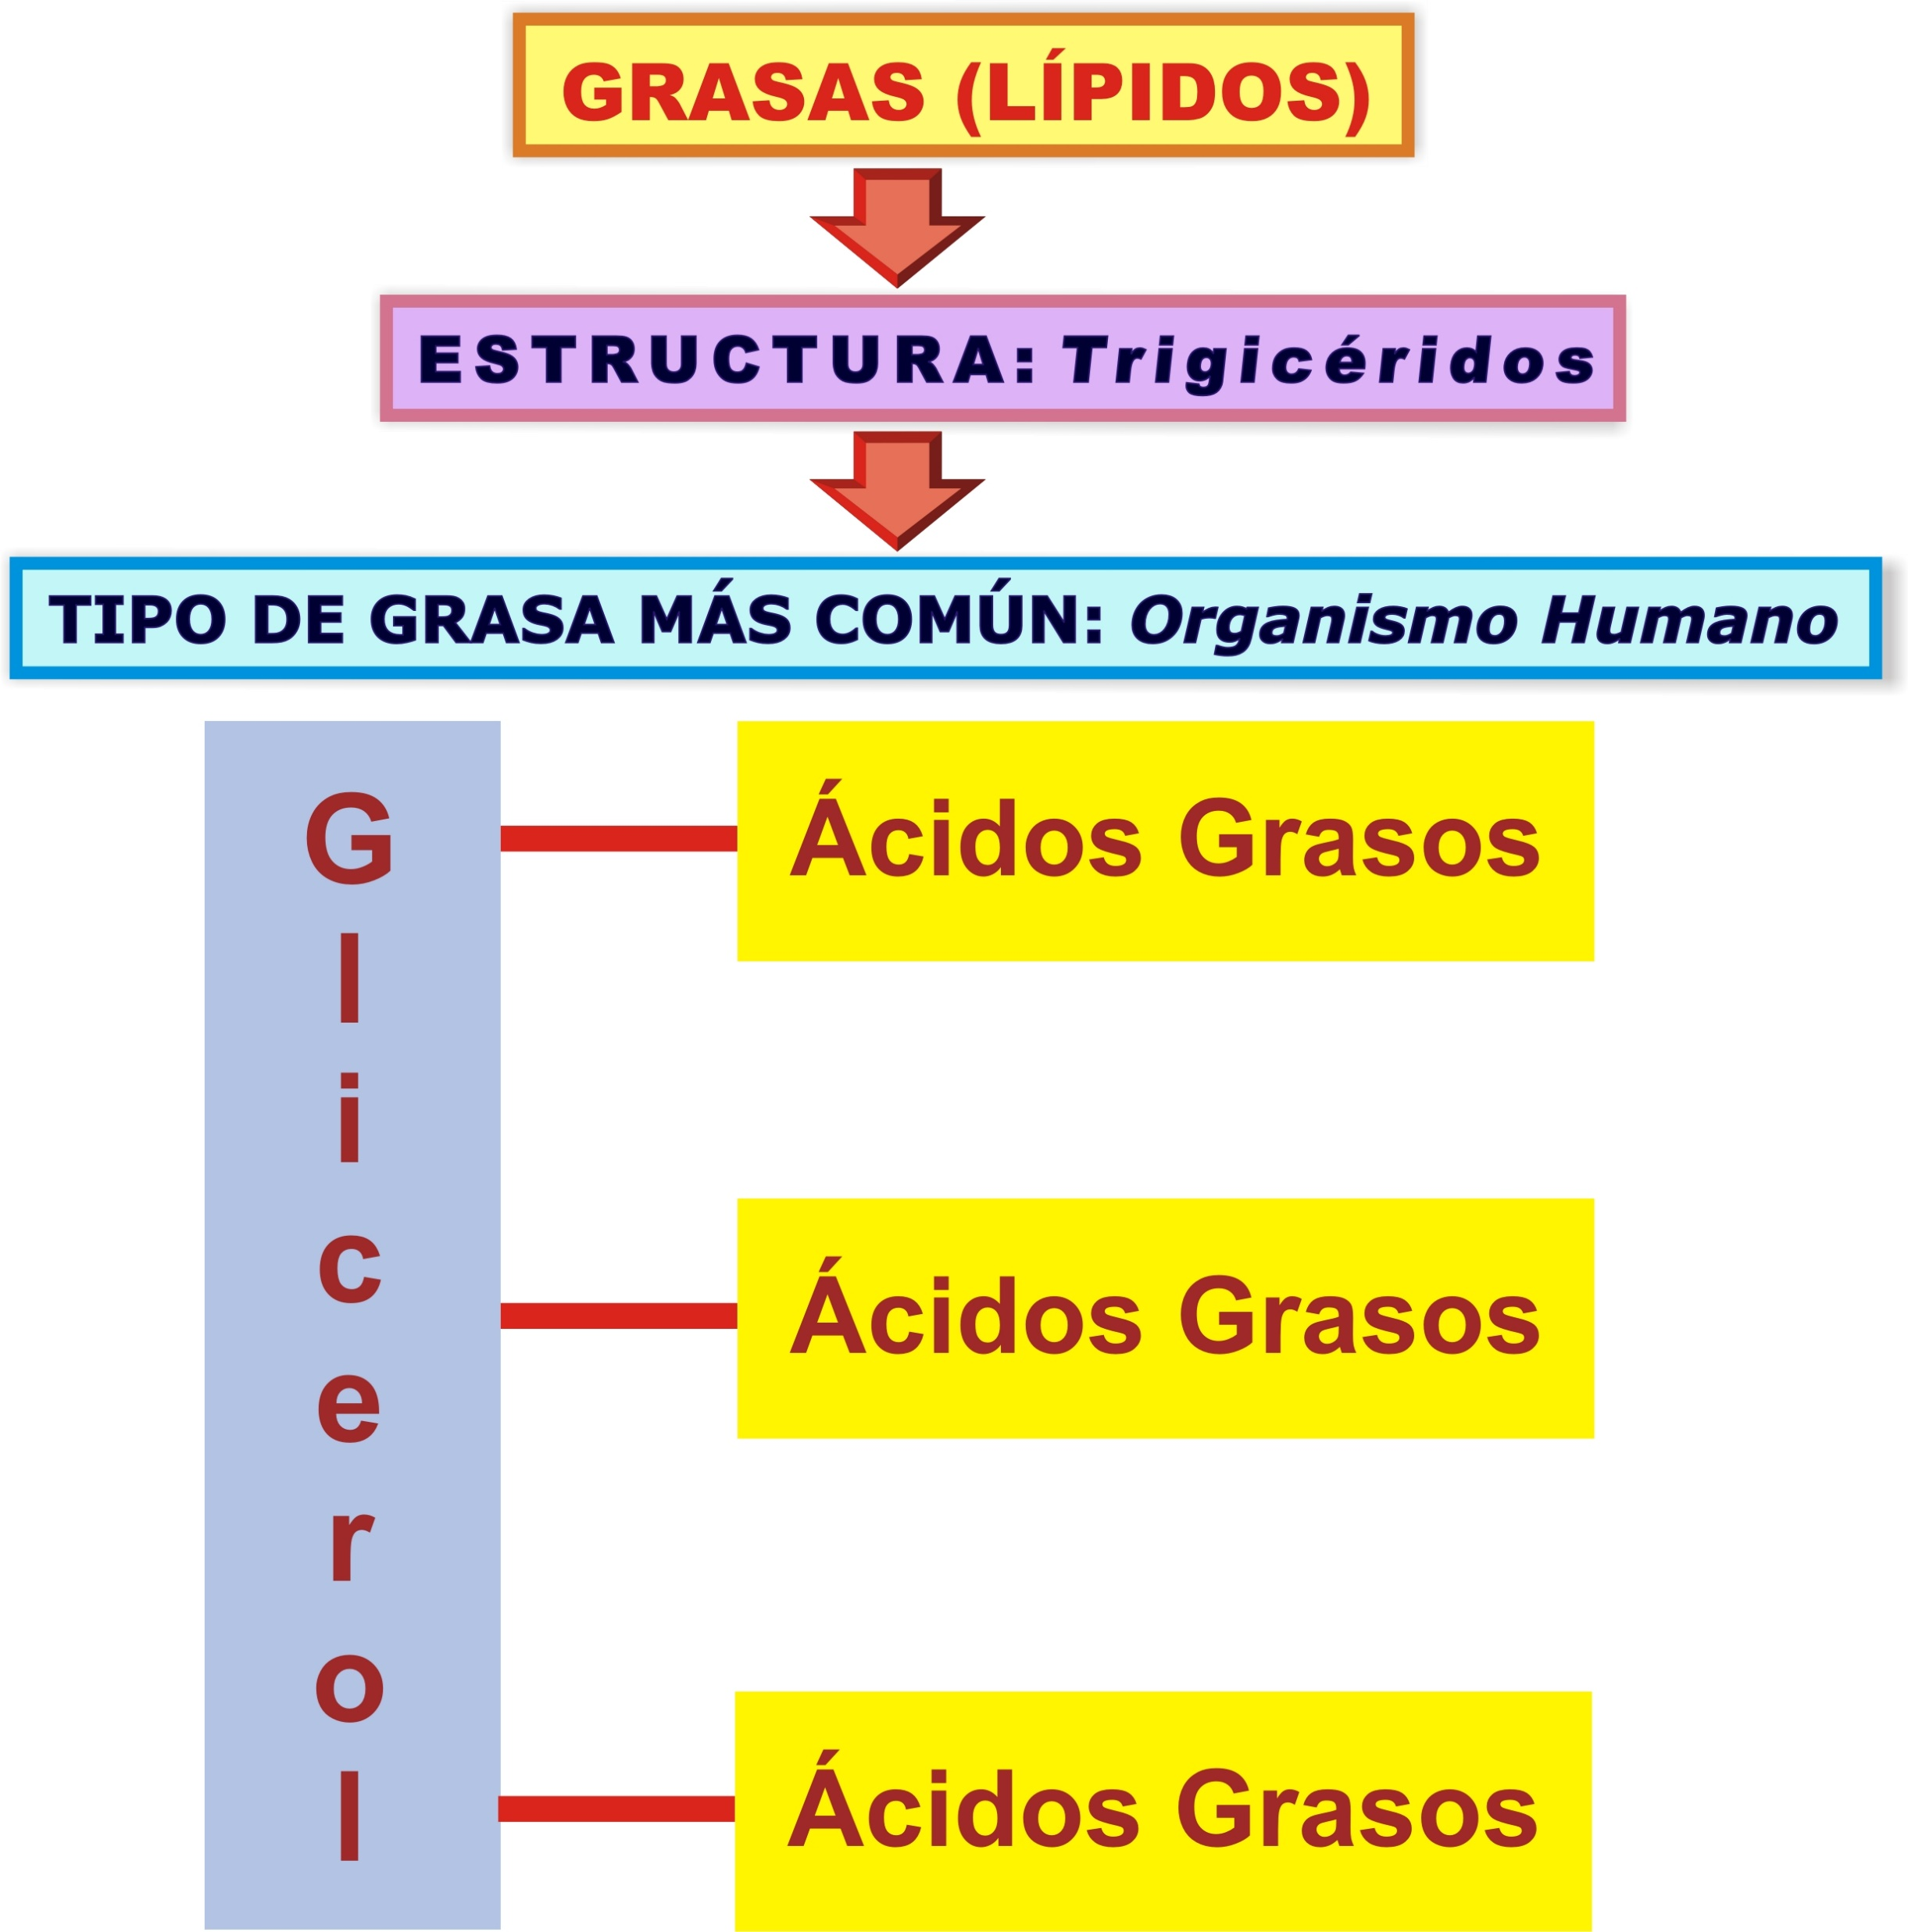 GRASAS (LÍPIDOS)
ESTRUCTURA: Trigicéridos
TIPO DE GRASA MÁS COMÚN: Organismo Humano
Glicerol
Ácidos Grasos
Ácidos Grasos
Ácidos Grasos